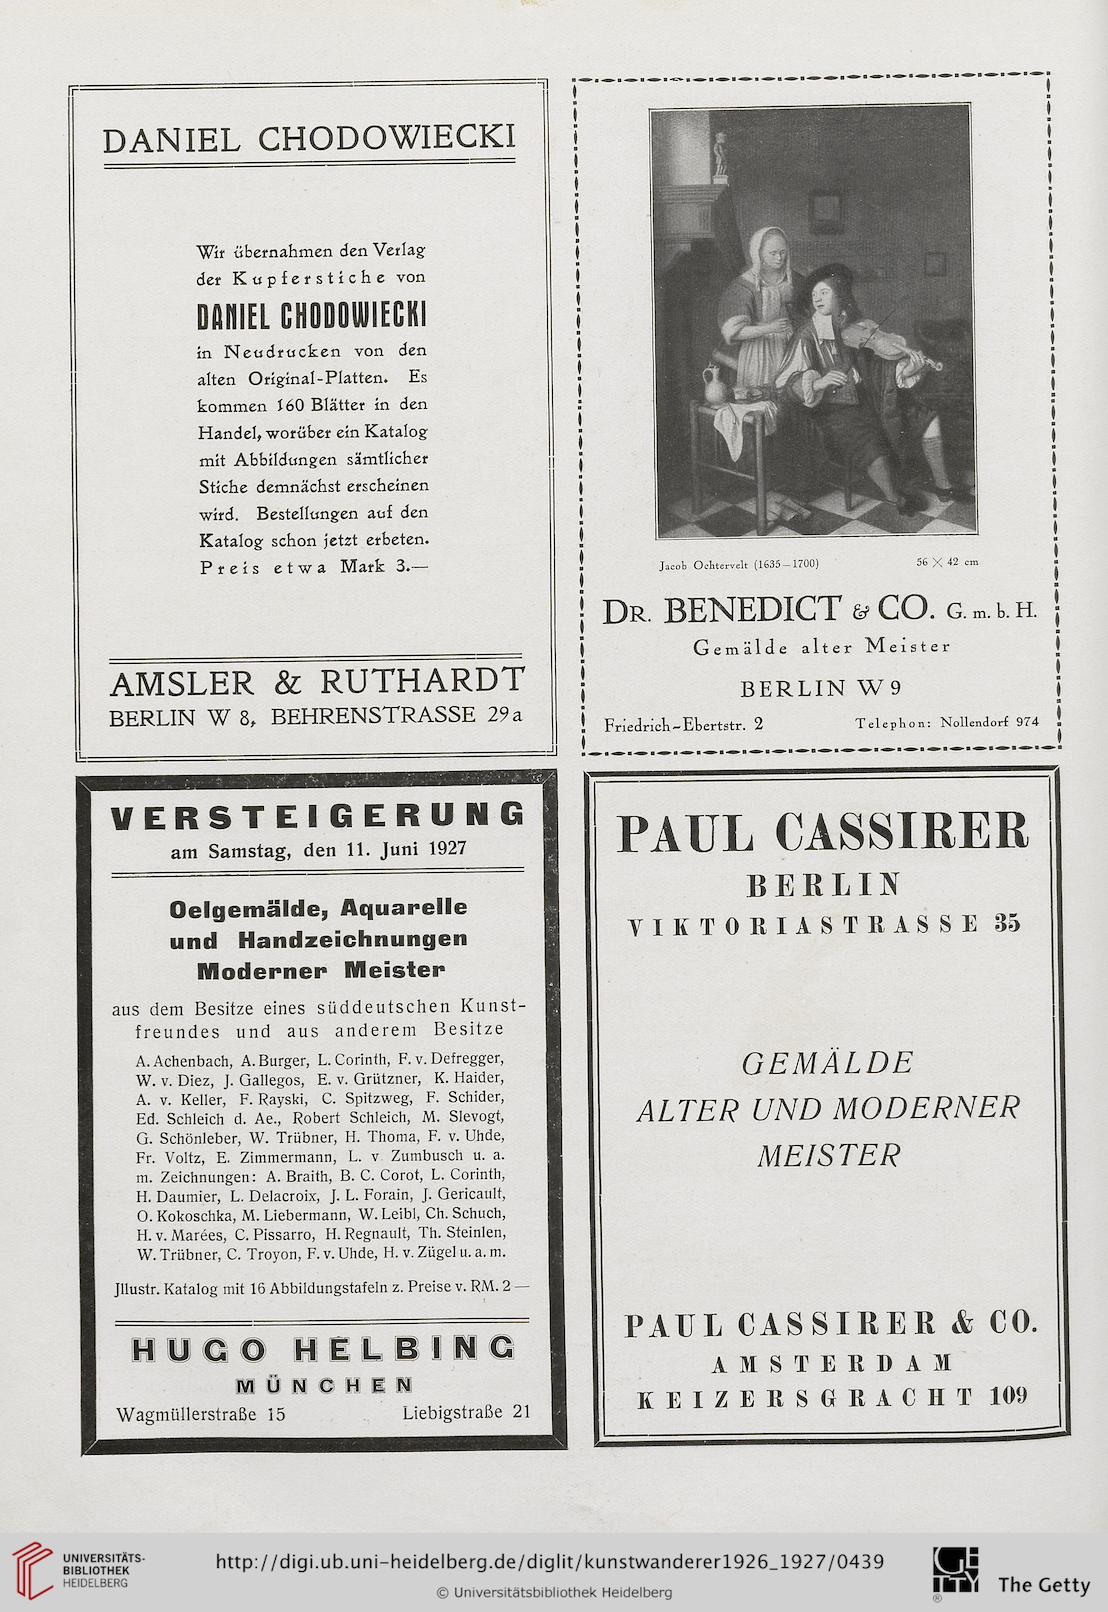 DANIEL CHODOWIECKI
Wir übernahmen den Verlag
der Kupferstiche von
DANIEL CHODOWIECKI
in Neudrucken von den
alten Original-Platten. Es
kommen 160 Blätter in den
Handel, worüber ein Katalog
mit Abbildungen sämtlicher
Stiche demnächst erscheinen
wird. Bestellungen auf den
Katalog schon jetzt erbeten.
Preis etwa Mark 3.—
AMSLER & RUTHARDT
BERLIN W 8, BEHRENSTRASSE 29a
Jacob Ochtervelt (1635–1700) 56 X 42 cm
DR. BENEDICT & CO. G. m. b. H.
Gemälde alter Meister
BERLIN W 9
Friedrich-Ebertstr. 2 Telephon: Nollendorf 974
VERSTEIGERUNG
am Samstag, den 11. Juni 1927
Oelgemälde, Aquarelle
und Handzeichnungen
Moderner Meister
aus dem Besitze eines süddeutschen Kunst-
freundes und aus anderem Besitze
A. Achenbach, A. Burger, L. Corinth, F. v. Defregger,
W. v. Diez, J. Gallegos, E. v. Grützner, K. Haider,
A. v. Keller, F. Rayski, C. Spitzweg, F. Schider,
Ed. Schleich d. Ae., Robert Schleich, M. Slevogt,
G. Schönleber, W. Trübner, H. Thoma, F. v. Uhde,
Fr. Voltz, E. Zimmermann, L. v Zumbusch u. a.
m. Zeichnungen: A. Braith, B. C. Corot, L. Corinth,
H. Daumier, L. Delacroix, J. L. Forain, J. Gericault,
O. Kokoschka, M. Liebermann, W. Leibl, Ch. Schuch,
H. v. Marées, C. Pissarro, H. Regnault, Th. Steinlen,
W. Trübner, C. Troyon, F. v. Uhde, H. v. Zügel u. a. m.
Jllustr. Katalog mit 16 Abbildungstafeln z. Preise v. RM. 2 —
HUGO HELBING
MÜNCHEN
Wagmüllerstraße 15 Liebigstraße 21
PAUL CASSIRER
BERLIN
VIKTORIASTRASSE 35
GEMÄLDE
ALTER UND MODERNER
MEISTER
PAUL CASSIRER & CO.
AMSTERDAM
KEIZERSGRACHT 109
UNIVERSITÄTS-
BIBLIOTHEK
HEIDELBERG
http://digi.ub.uni-heidelberg.de/diglit/kunstwanderer1926_1927/0439
© Universitätsbibliothek Heidelberg
GETTY
®
The Getty